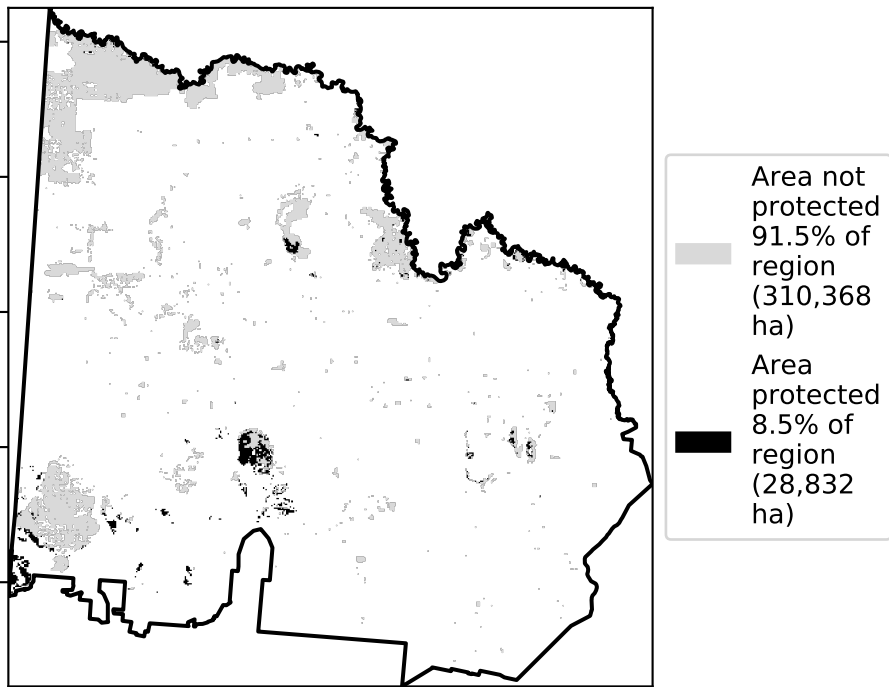 Area not
protected
91.5% of
region
(310,368
ha)
Area
protected
8.5% of
region
(28,832
ha)